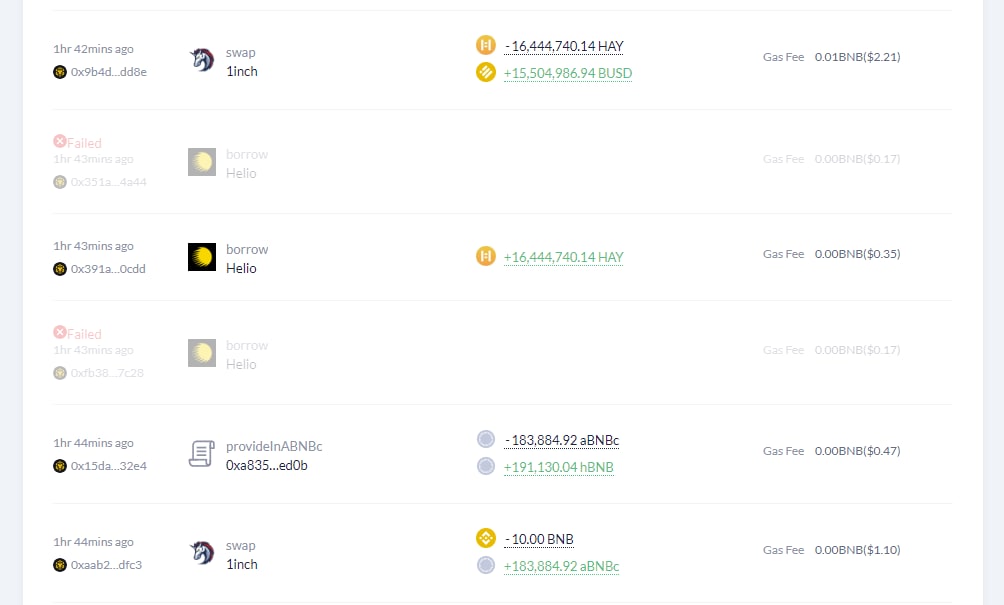 1hr 42mins ago
0x9b4d...dd8e
swap
1inch
-16,444,740.14 HAY
+15,504,986.94 BUSD
Gas Fee 0.01BNB($2.21)
Failed
1hr 43mins ago
0x351a...4a44
borrow
Helio
Gas Fee 0.00BNB($0.17)
1hr 43mins ago
0x391a...0cdd
borrow
Helio
+16,444,740.14 HAY
Gas Fee 0.00BNB($0.35)
Failed
1hr 43mins ago
0xfb38...7c28
borrow
Helio
Gas Fee 0.00BNB($0.17)
1hr 44mins ago
0x15da...32e4
provideInABNBc
0xa835...ed0b
-183,884.92 aBNBc
+191,130.04 hBNB
Gas Fee 0.00BNB($0.47)
1hr 44mins ago
0xaab2...dfc3
swap
1inch
-10.00 BNB
+183,884.92 aBNBc
Gas Fee 0.00BNB($1.10)